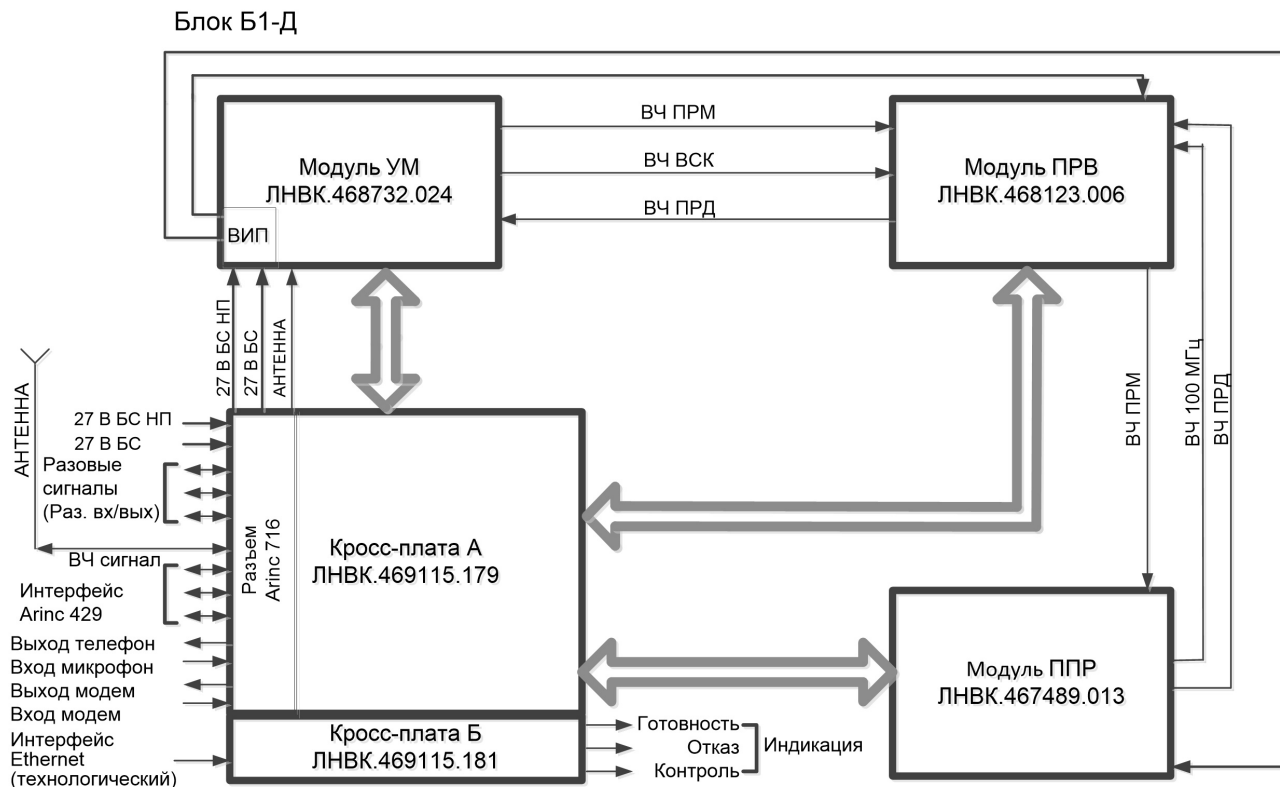 Блок Б1-Д
Модуль УМ
ЛНВК.468732.024
ВИП
ВЧ ПРМ
ВЧ ВСК
ВЧ ПРД
Модуль ПРВ
ЛНВК.468123.006
27 В БС НП
27 В БС
АНТЕННА
АНТЕННА
ВЧ ПРМ
ВЧ 100 МГц
ВЧ ПРД
27 В БС НП
27 В БС
Разовые
сигналы
(Раз. вх/вых)
ВЧ сигнал
Интерфейс
Arinc 429
Выход телефон
Вход микрофон
Выход модем
Вход модем
Интерфейс
Ethernet
(технологический)
Разъем
Arinc 716
Кросс-плата А
ЛНВК.469115.179
Кросс-плата Б
ЛНВК.469115.181
Готовность
Отказ
Контроль
Индикация
Модуль ППР
ЛНВК.467489.013